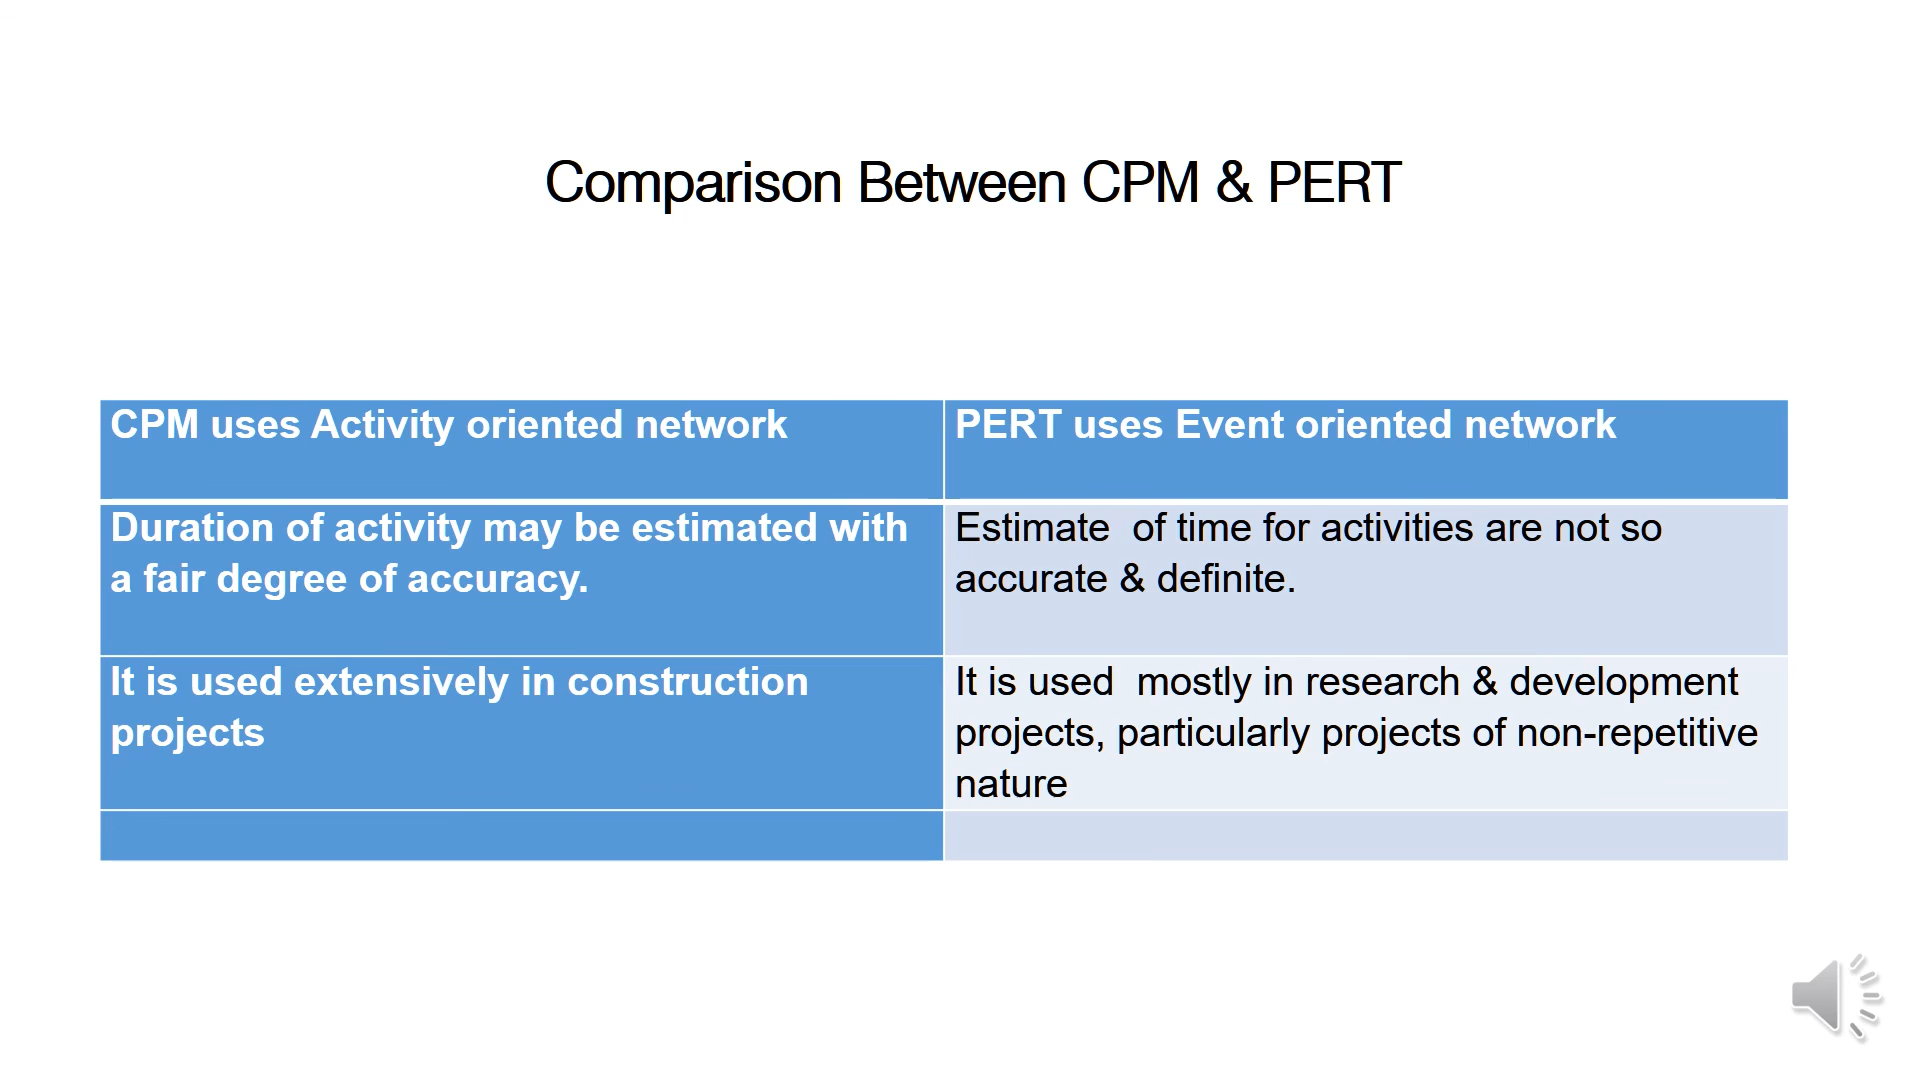 Comparison Between CPM & PERT
CPM uses Activity oriented network
PERT uses Event oriented network
Duration of activity may be estimated with
a fair degree of accuracy.
Estimate  of time for activities are not so
accurate & definite.
It is used extensively in construction
projects
It is used  mostly in research & development
projects, particularly projects of non-repetitive
nature